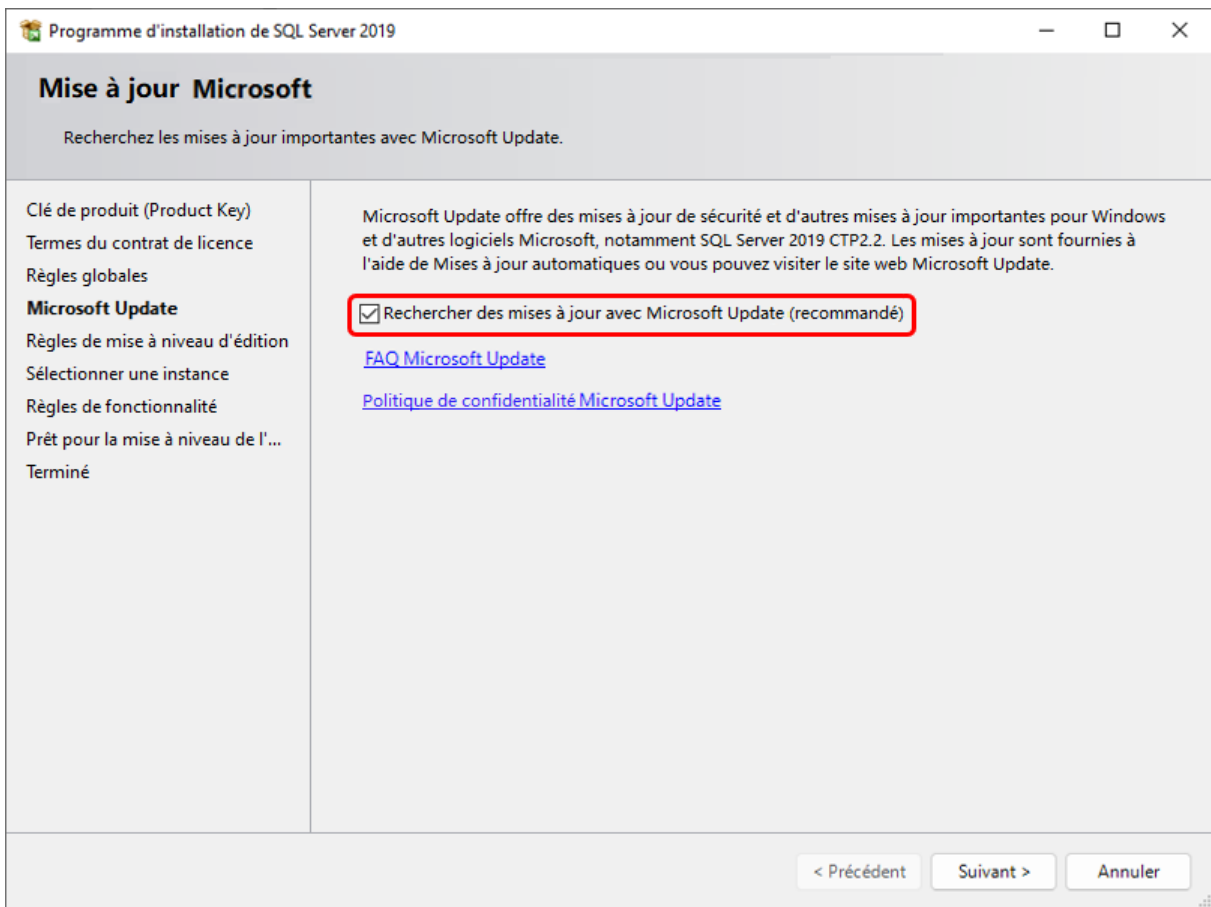 Programme d'installation de SQL Server 2019
Mise à jour Microsoft
Recherchez les mises à jour importantes avec Microsoft Update.
Clé de produit (Product Key)
Termes du contrat de licence
Règles globales
Microsoft Update
Règles de mise à niveau d'édition
Sélectionner une instance
Règles de fonctionnalité
Prêt pour la mise à niveau de l'...
Terminé
Microsoft Update offre des mises à jour de sécurité et d'autres mises à jour importantes pour Windows
et d'autres logiciels Microsoft, notamment SQL Server 2019 CTP2.2. Les mises à jour sont fournies à
l'aide de Mises à jour automatiques ou vous pouvez visiter le site web Microsoft Update.
Rechercher des mises à jour avec Microsoft Update (recommandé)
FAQ Microsoft Update
Politique de confidentialité Microsoft Update
< Précédent
Suivant >
Annuler